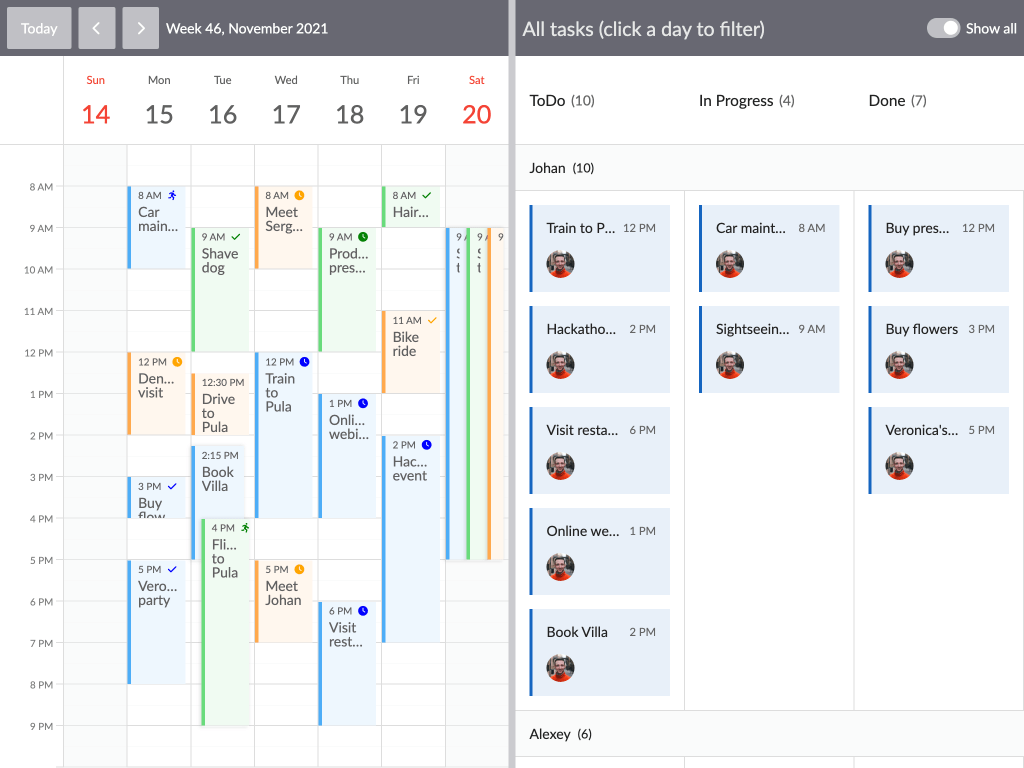 Today
Week 46, November 2021
Sun
Mon
Tue
Wed
Thu
Fri
Sat
14
15
16
17
18
19
20
8 AM
9 AM
10 AM
11 AM
12 PM
1 PM
2 PM
3 PM
4 PM
5 PM
6 PM
7 PM
8 PM
9 PM
8 AM
Car
main...
12 PM
Den...
visit
3 PM
Buy
flow
5 PM
Vero...
party
9 AM
Shave
dog
12:30 PM
Drive
to
Pula
2:15 PM
Book
Villa
4 PM
Fli...
to
Pula
8 AM
Meet
Serg...
12 PM
Train
to
Pula
5 PM
Meet
Johan
9 AM
Prod...
pres...
1 PM
Onli...
webi...
6 PM
Visit
rest...
8 AM
Hair...
11 AM
Bike
ride
2 PM
Hac...
event
9
t
9
t
9
All tasks (click a day to filter)
Show all
ToDo (10)
In Progress (4)
Done (7)
Johan (10)
Train to P... 12 PM
Hackatho... 2 PM
Visit resta... 6 PM
Online we... 1 PM
Book Villa 2 PM
Car maint... 8 AM
Sightseein... 9 AM
Buy pres... 12 PM
Buy flowers 3 PM
Veronica's... 5 PM
Alexey (6)